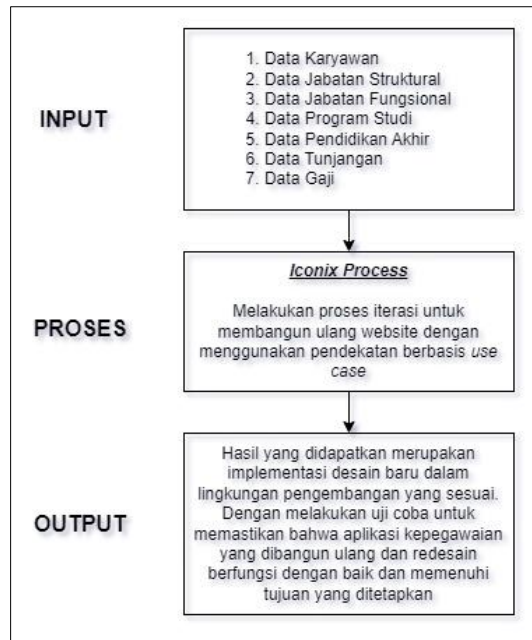 INPUT
1. Data Karyawan
2. Data Jabatan Struktural
3. Data Jabatan Fungsional
4. Data Program Studi
5. Data Pendidikan Akhir
6. Data Tunjangan
7. Data Gaji
PROSES
Iconix Process
Melakukan proses iterasi untuk
membangun ulang website dengan
menggunakan pendekatan berbasis use
case
OUTPUT
Hasil yang didapatkan merupakan
implementasi desain baru dalam
lingkungan pengembangan yang sesuai.
Dengan melakukan uji coba untuk
memastikan bahwa aplikasi kepegawaian
yang dibangun ulang dan redesain
berfungsi dengan baik dan memenuhi
tujuan yang ditetapkan